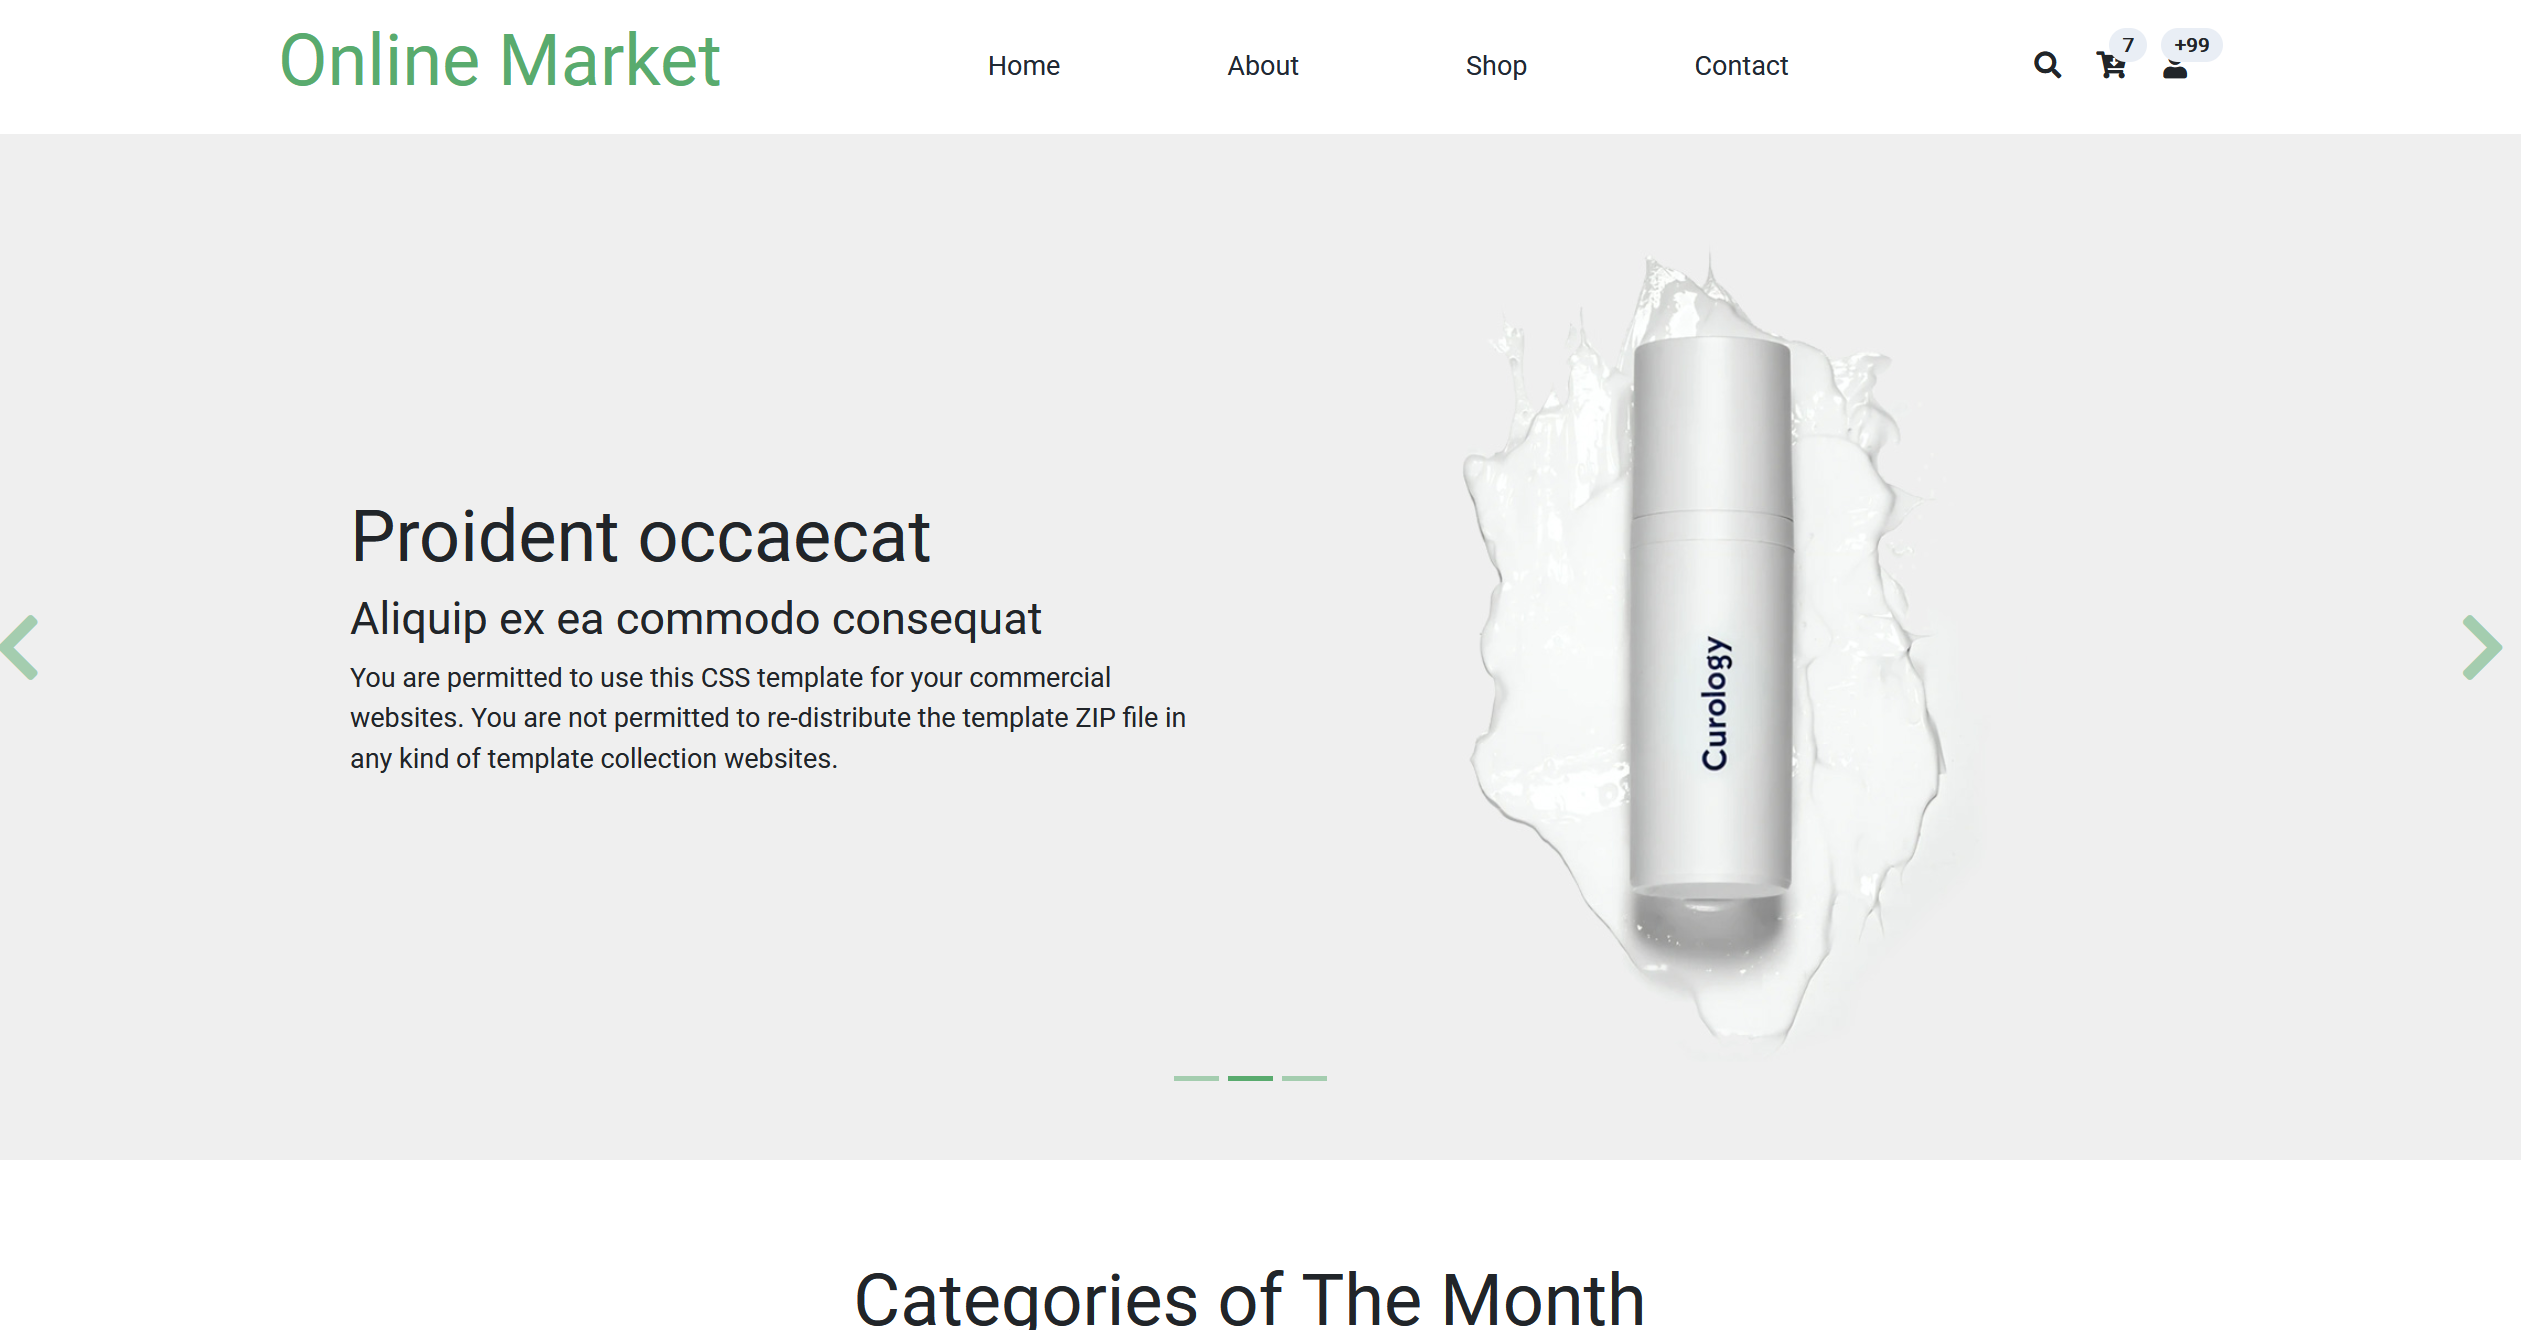 Online Market
Home
About
Shop
Contact
7
+99
Proident occaecat
Aliquip ex ea commodo consequat
You are permitted to use this CSS template for your commercial
websites. You are not permitted to re-distribute the template ZIP file in
any kind of template collection websites.
Curology
Categories of The Month